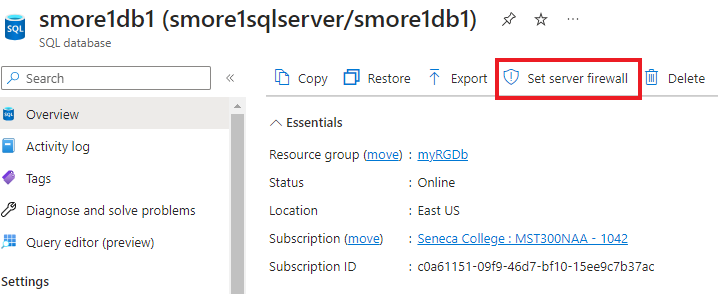 smore1db1 (smore1sqlserver/smore1db1)
SQL
SQL database
Search
Copy Restore Export Set server firewall Delete
Overview
Activity log
Tags
Diagnose and solve problems
Query editor (preview)
Settings
Essentials
Resource group (move) : myRGDb
Status : Online
Location : East US
Subscription (move) : Seneca College : MST300NAA - 1042
Subscription ID : c0a61151-09f9-46d7-bf10-15ee9c7b37ac